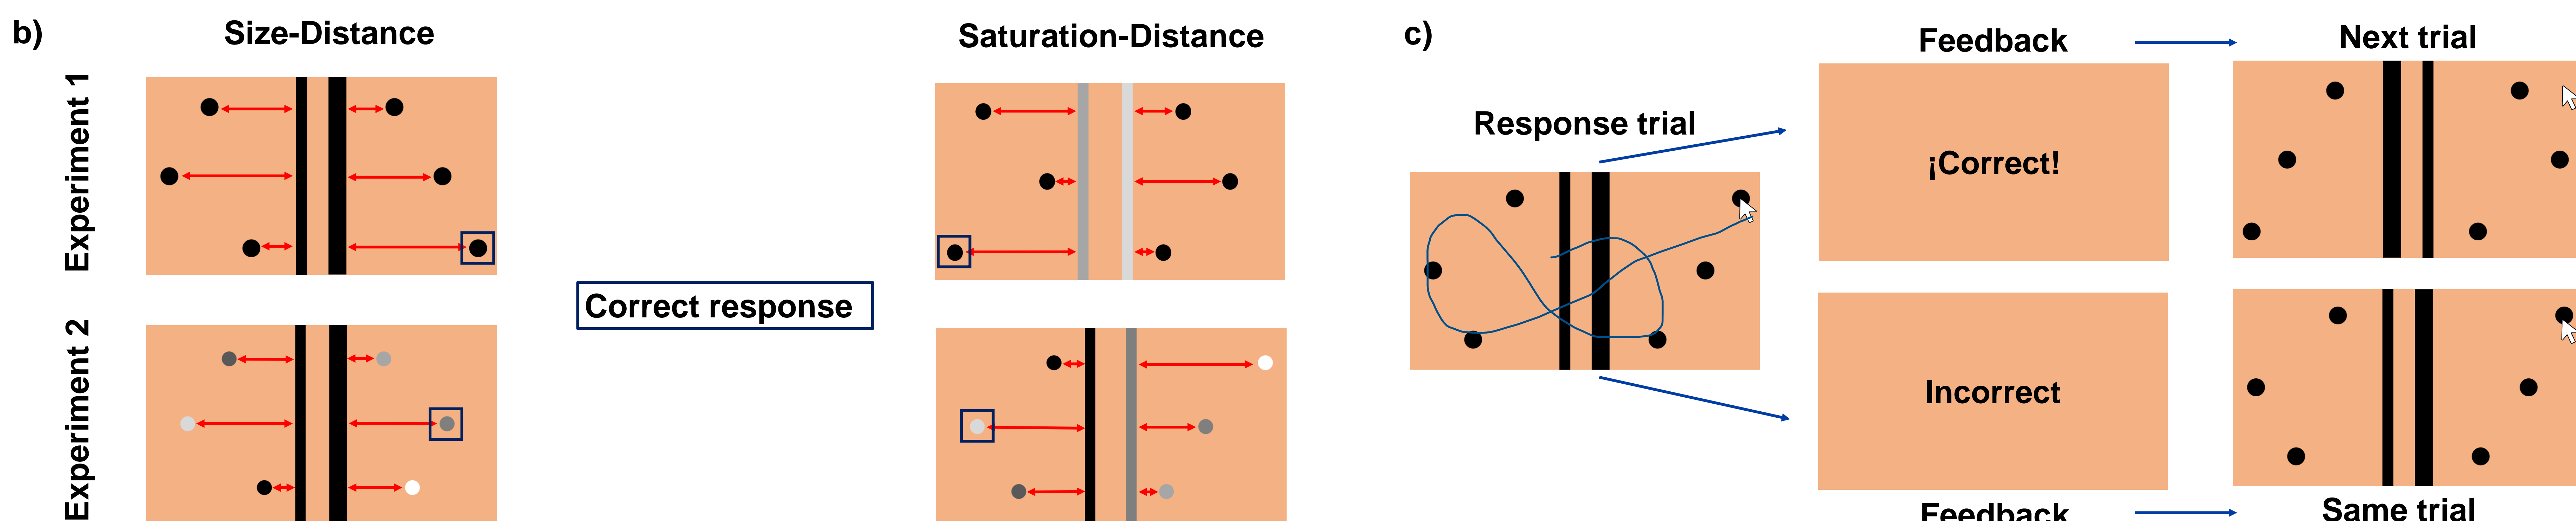 b)
Size-Distance
Saturation-Distance
Experiment 1
Correct response
Experiment 2
c)
Feedback
Next trial
Response trial
¡Correct!
Incorrect
Feedback
Same trial